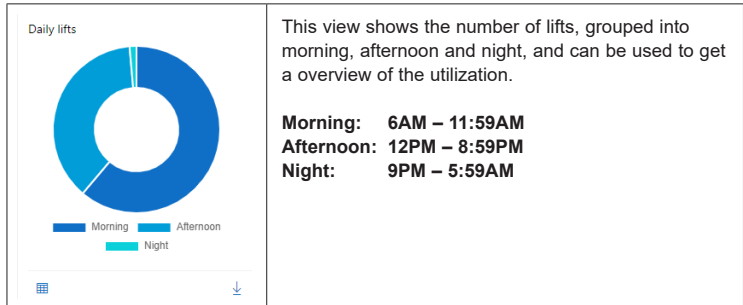 Daily lifts
Morning
Afternoon
Night
This view shows the number of lifts, grouped into
morning, afternoon and night, and can be used to get
a overview of the utilization.
Morning: 6AM – 11:59AM
Afternoon: 12PM – 8:59PM
Night: 9PM – 5:59AM